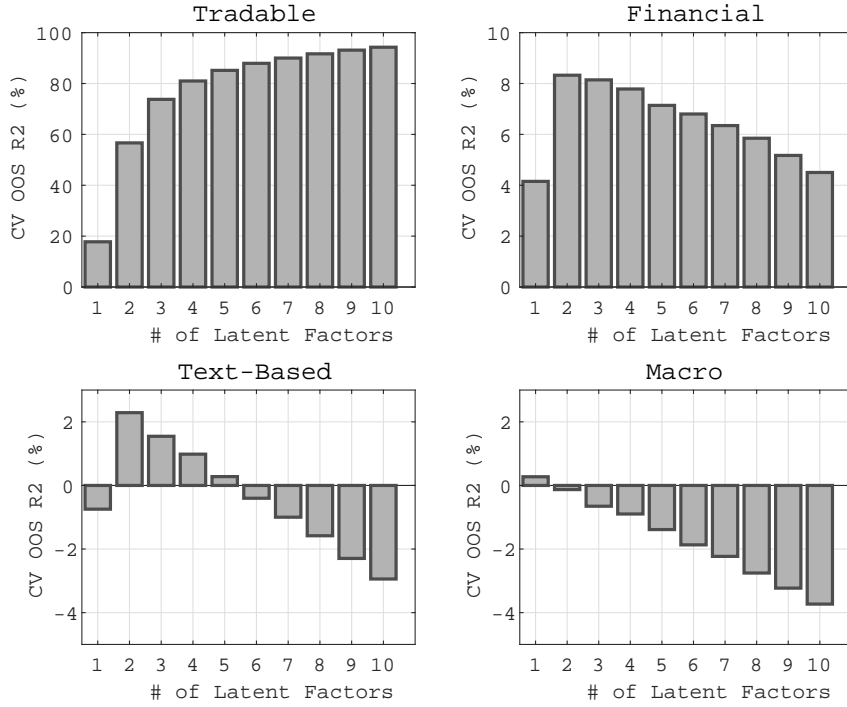 Tradable
CV OOS R2 (%)
100
80
60
40
20
0
1 2 3 4 5 6 7 8 9 10
# of Latent Factors
Financial
CV OOS R2 (%)
10
8
6
4
2
0
1 2 3 4 5 6 7 8 9 10
# of Latent Factors
Text-Based
CV OOS R2 (%)
2
0
-2
-4
1 2 3 4 5 6 7 8 9 10
# of Latent Factors
Macro
CV OOS R2 (%)
2
0
-2
-4
1 2 3 4 5 6 7 8 9 10
# of Latent Factors